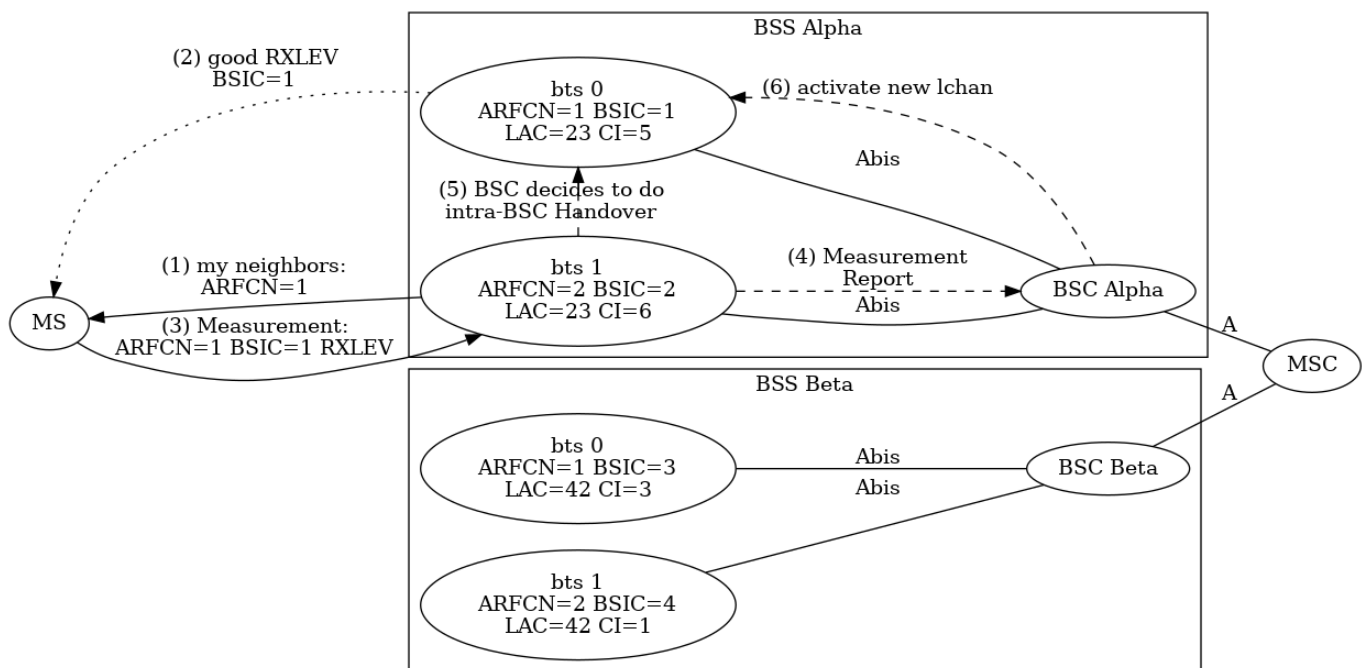 BSS Alpha
(2) good RXLEV
BSIC=1
bts 0
ARFCN=1 BSIC=1
LAC=23 CI=5
(6) activate new lchan
Abis
(5) BSC decides to do
intra-BSC Handover
(1) my neighbors:
ARFCN=1
bts 1
ARFCN=2 BSIC=2
LAC=23 CI=6
(4) Measurement
Report
Abis
BSC Alpha
MS
(3) Measurement:
ARFCN=1 BSIC=1 RXLEV
A
MSC
BSS Beta
A
bts 0
ARFCN=1 BSIC=3
LAC=42 CI=3
Abis
BSC Beta
Abis
bts 1
ARFCN=2 BSIC=4
LAC=42 CI=1